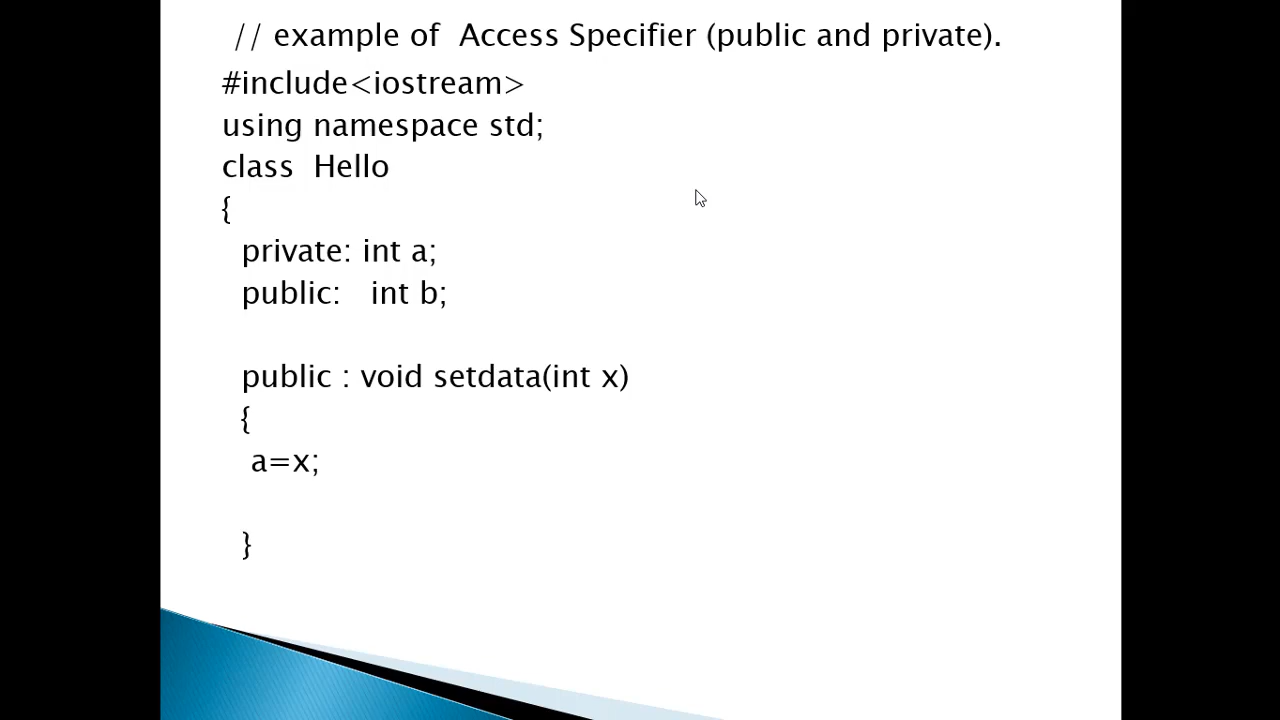 // example of  Access Specifier (public and private).
#include<iostream>
using namespace std;
class  Hello
{
private: int a;
public:   int b;
public : void setdata(int x)
{
a=x;
}